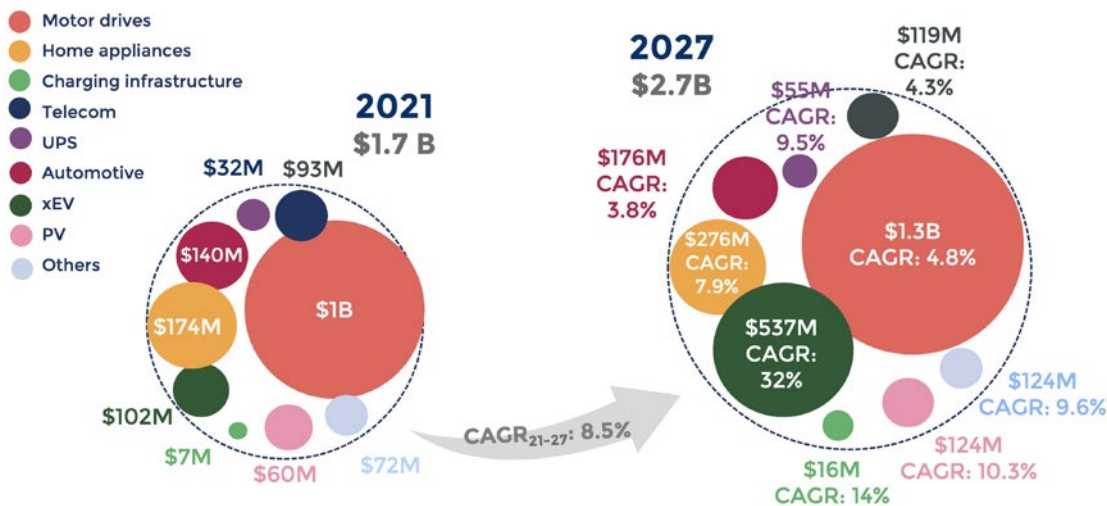 Motor drives
Home appliances
Charging infrastructure
Telecom
UPS
Automotive
xEV
PV
Others
2021
$1.7 B
$32M
$93M
$140M
$1B
$174M
$102M
$7M
$60M
$72M
CAGR21-27: 8.5%
2027
$2.7B
$119M
CAGR:
4.3%
$55M
CAGR:
9.5%
$176M
CAGR:
3.8%
$1.3B
CAGR: 4.8%
$276M
CAGR:
7.9%
$537M
CAGR:
32%
$124M
CAGR: 9.6%
$124M
CAGR: 10.3%
$16M
CAGR: 14%